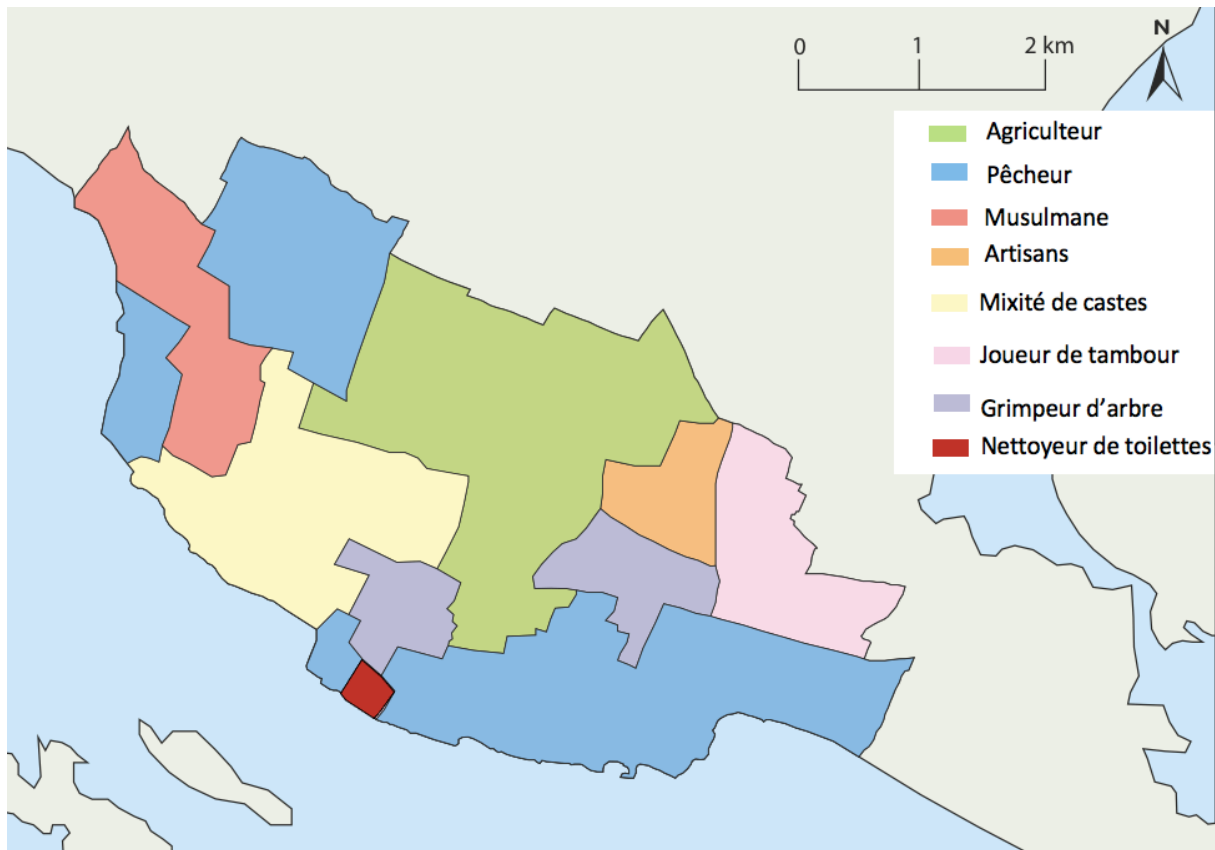 0 1 2 km
N
Agriculteur
Pêcheur
Musulmane
Artisans
Mixité de castes
Joueur de tambour
Grimpeur d'arbre
Nettoyeur de toilettes